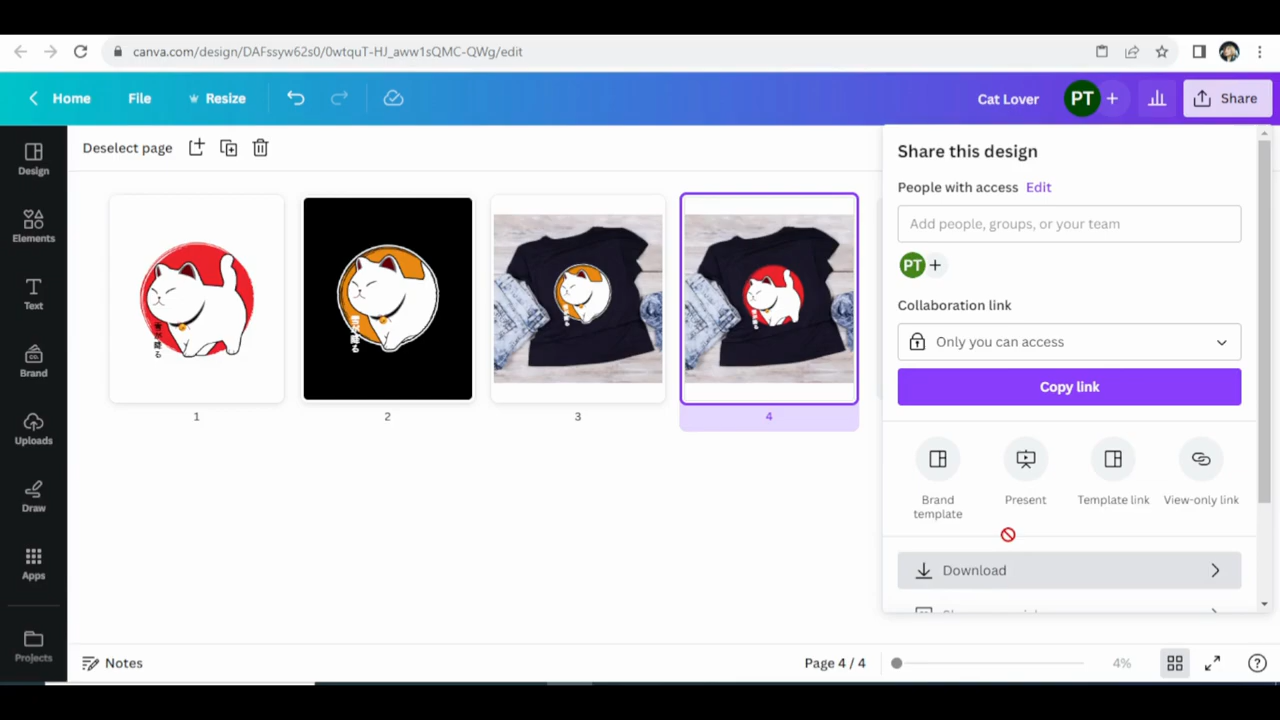 canva.com/design/DAFssyw62s0/0wtquT-HJ_aww1sQMC-QWg/edit
Home
File
Resize
Cat Lover
PT
Share
Design
Elements
Text
Brand
Uploads
Draw
Apps
Projects
Deselect page
1
2
3
4
Share this design
People with access Edit
Add people, groups, or your team
PT
Collaboration link
Only you can access
Copy link
Brand template
Present
Template link
View-only link
Download
Notes
Page 4 / 4
4%